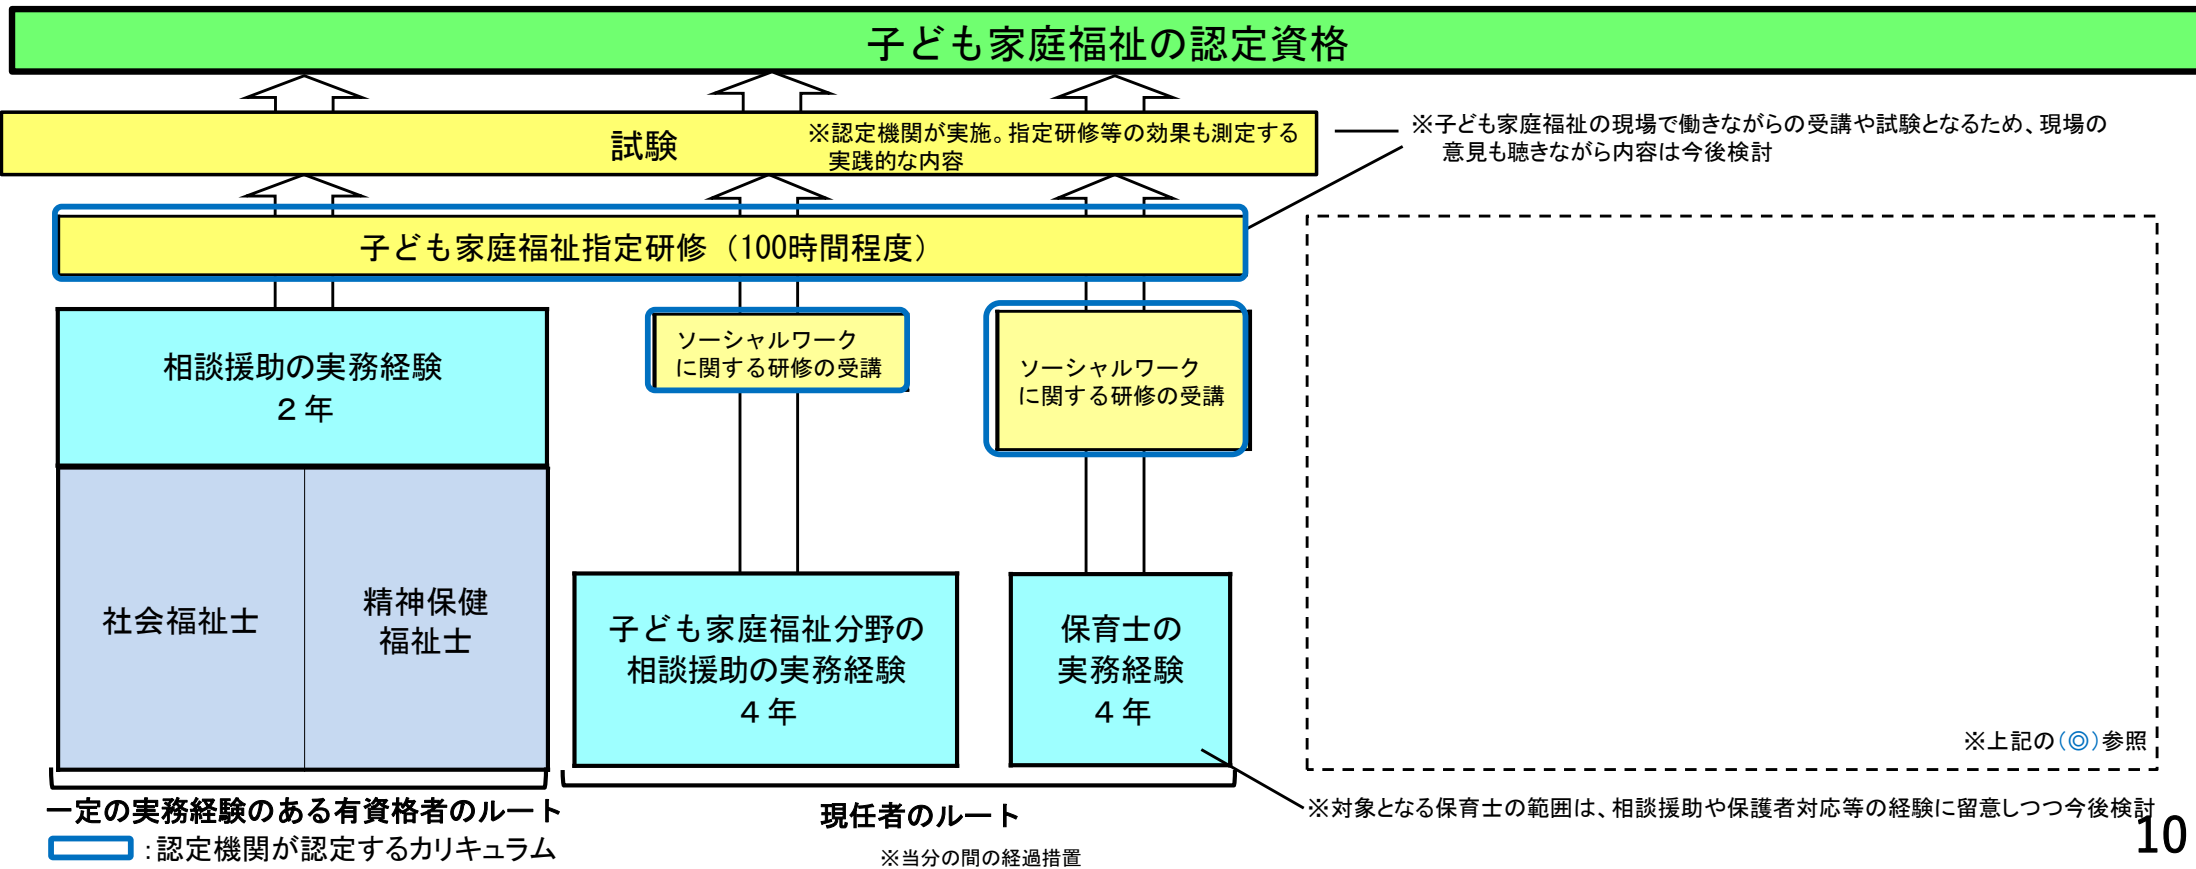 子ども家庭福祉の認定資格
試験
※認定機関が実施。指定研修等の効果も測定する
実践的な内容
※子ども家庭福祉の現場で働きながらの受講や試験となるため、現場の
意見も聴きながら内容は今後検討
子ども家庭福祉指定研修（100時間程度）
相談援助の実務経験
２年
ソーシャルワーク
に関する研修の受講
ソーシャルワーク
に関する研修の受講
社会福祉士
精神保健
福祉士
子ども家庭福祉分野の
相談援助の実務経験
４年
保育士の
実務経験
４年
※上記の（◎）参照
一定の実務経験のある有資格者のルート
現任者のルート
※対象となる保育士の範囲は、相談援助や保護者対応等の経験に留意しつつ今後検討
：認定機関が認定するカリキュラム
※当分の間の経過措置
10